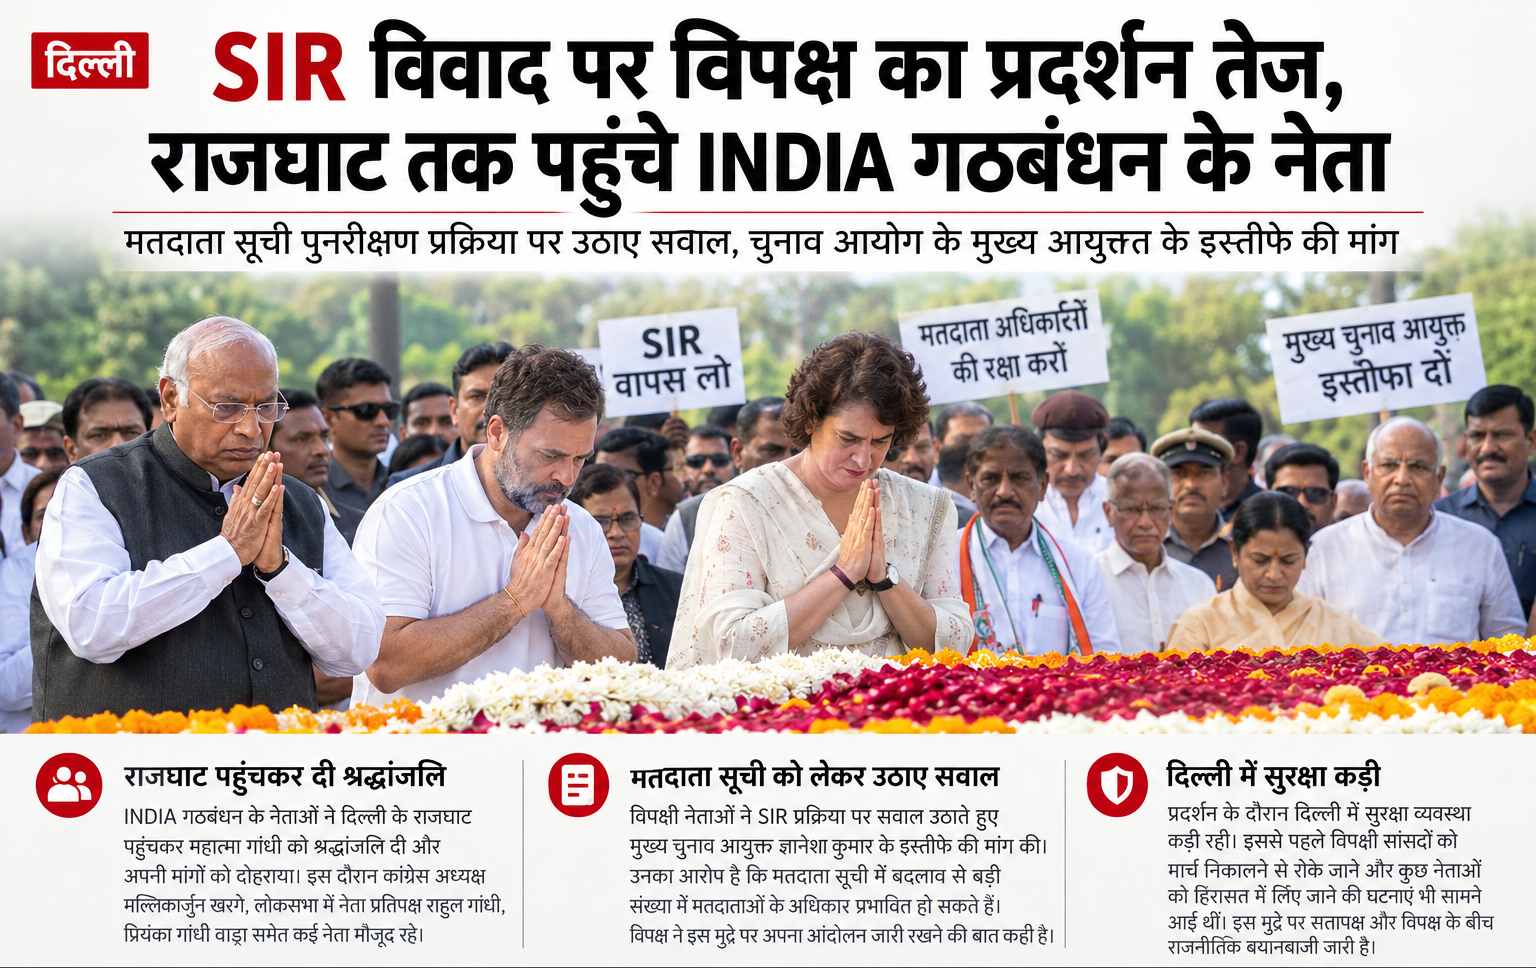 दिल्ली
SIR विवाद पर विपक्ष का प्रदर्शन तेज,
राजघाट तक पहुंचे INDIA गठबंधन के नेता
मतदाता सूची पुनरीक्षण प्रक्रिया पर उठाए सवाल, चुनाव आयोग के मुख्य आयुक्तत के इस्तीफे की मांग
SIR
वापस लो
मतदाता अधिकारों
की रक्षा करों
मुख्य चुनाव आयुक्त
इस्तीफा दों
राजघाट पहुंचकर दी श्रद्धांजलि
INDIA गठबंधन के नेताओं ने दिल्ली के राजघाट
पहुंचकर महात्मा गांधी को श्रद्धांजलि दी और
अपनी मांगों को दोहराया। इस दौरान कांग्रेस अध्यक्ष
मल्लिकार्जुन खरगे, लोकसभा में नेता प्रतिपक्ष राहुल गांधी,
प्रियंका गांधी वाड्रा समेत कई नेता मौजूद रहे।
मतदाता सूची को लेकर उठाए सवाल
विपक्षी नेताओं ने SIR प्रक्रिया पर सवाल उठाते हुए
मुख्य चुनाव आयुक्त ज्ञानेशा कुमार के इस्तीफे की मांग की।
उनका आरोप है कि मतदाता सूची में बदलाव से बड़ी
संख्या में मतदाताओं के अधिकार प्रभावित हो सकते हैं।
विपक्ष ने इस मुद्दे पर अपना आंदोलन जारी रखने की बात कही है।
दिल्ली में सुरक्षा कड़ी
प्रदर्शन के दौरान दिल्ली में सुरक्षा व्यवस्था
कड़ी रही। इससे पहले विपक्षी सांसदों को
मार्च निकालने से रोके जाने और कुछ नेताओं
को हिरासत में लिए जाने की घटनाएं भी सामने
आई थीं। इस मुद्दे पर सतापक्ष और विपक्ष के बीच
राजनीतिक बयानबाजी जारी है।